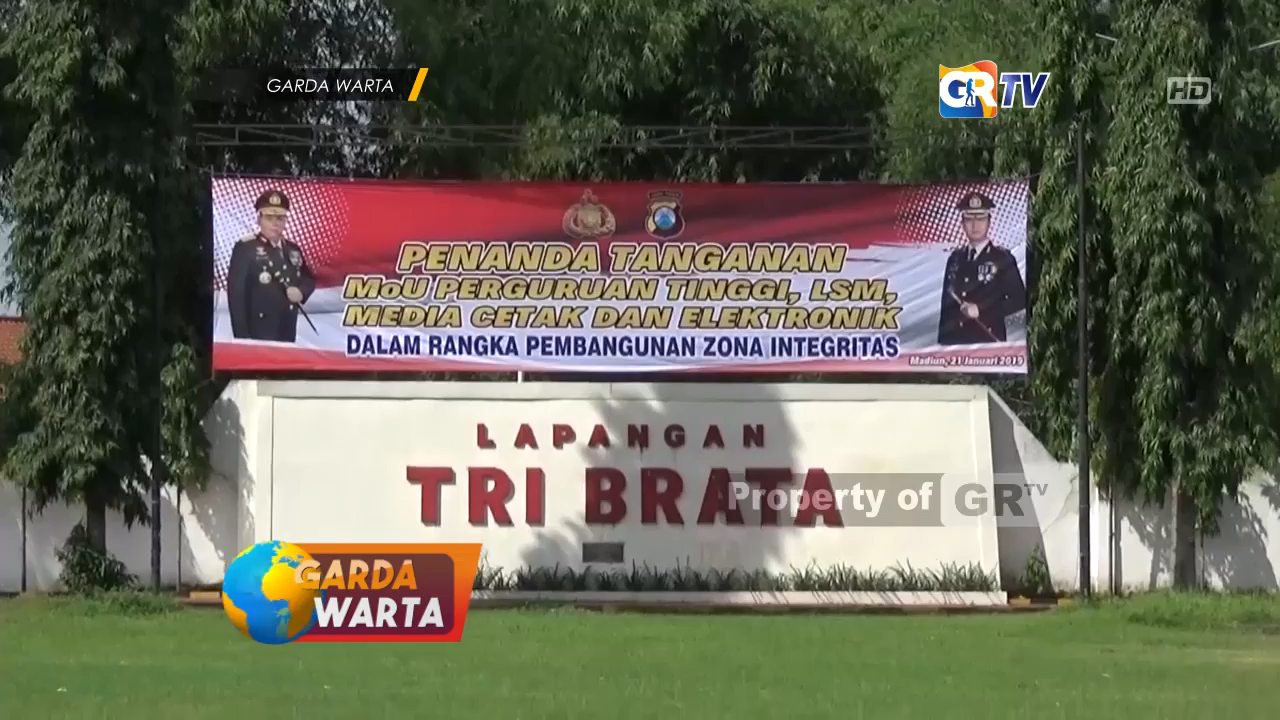 GARDA WARTA
GRTV
HD
PENANDA TANGANAN
MoU PERGURUAN TINGGI, LSM,
MEDIA CETAK DAN ELEKTRONIK
DALAM RANGKA PEMBANGUNAN ZONA INTEGRITAS
Madiun, 21 Januari 2019
LAPANGAN
TRI BRATA
Property of GRTV
GARDA
WARTA